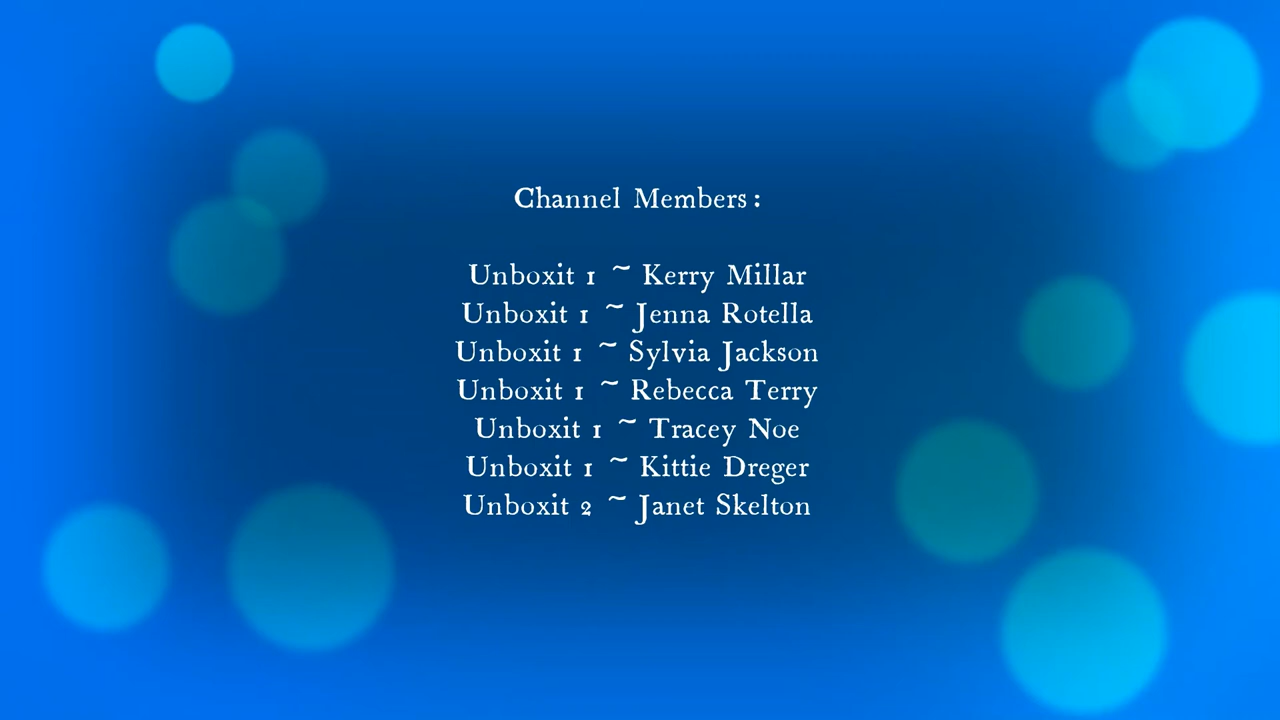 Channel Members:
Unboxit 1 ~ Kerry Millar
Unboxit 1 ~ Jenna Rotella
Unboxit 1 ~ Sylvia Jackson
Unboxit 1 ~ Rebecca Terry
Unboxit 1 ~ Tracey Noe
Unboxit 1 ~ Kittie Dreger
Unboxit 2 ~ Janet Skelton